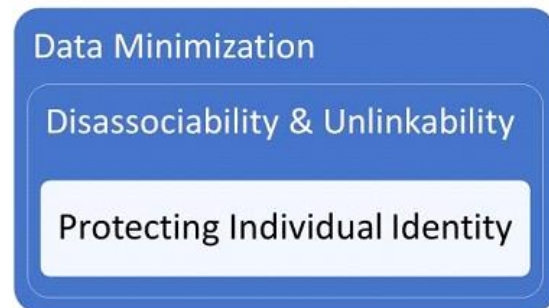 Data Minimization
Disassociability & Unlinkability
Protecting Individual Identity